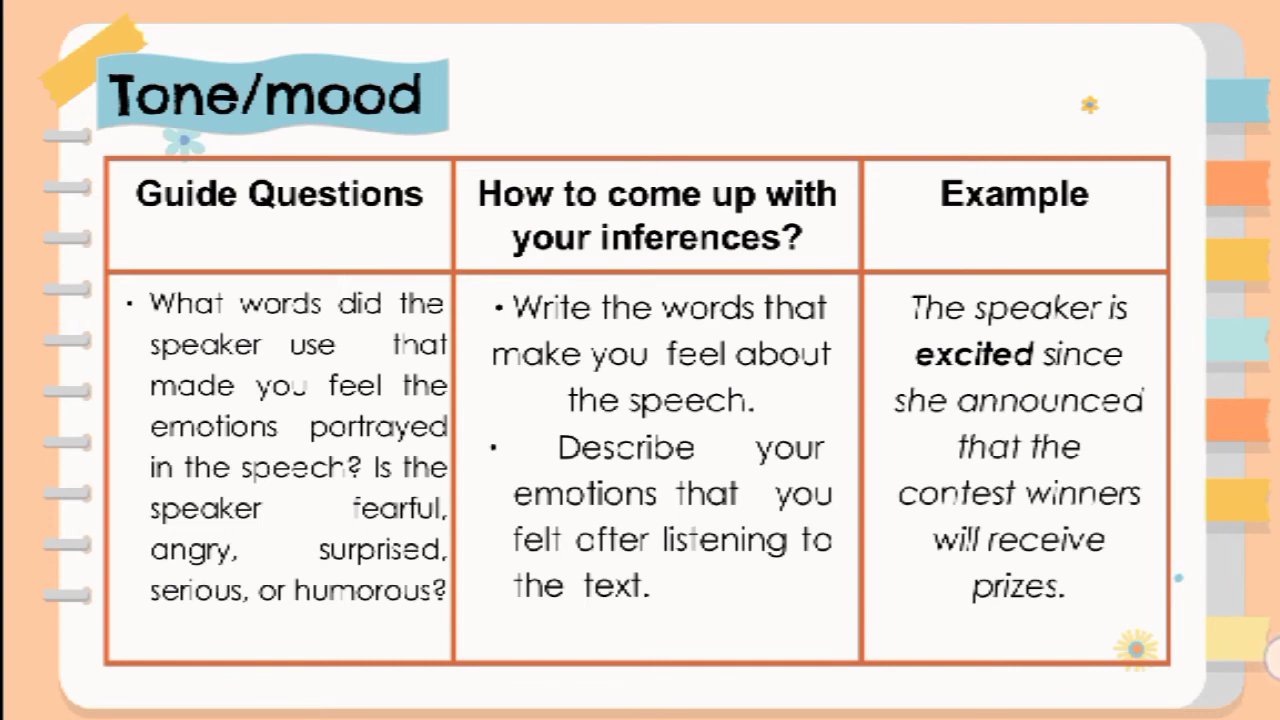 Tone/mood
Guide Questions
How to come up with
your inferences?
Example
• What words did the
speaker use that
made you feel the
emotions portrayed
in the speech? Is the
speaker fearful,
angry, surprised,
serious, or humorous?
• Write the words that
make you feel about
the speech.
• Describe your
emotions that you
felt after listening to
the text.
The speaker is
excited since
she announced
that the
contest winners
will receive
prizes.